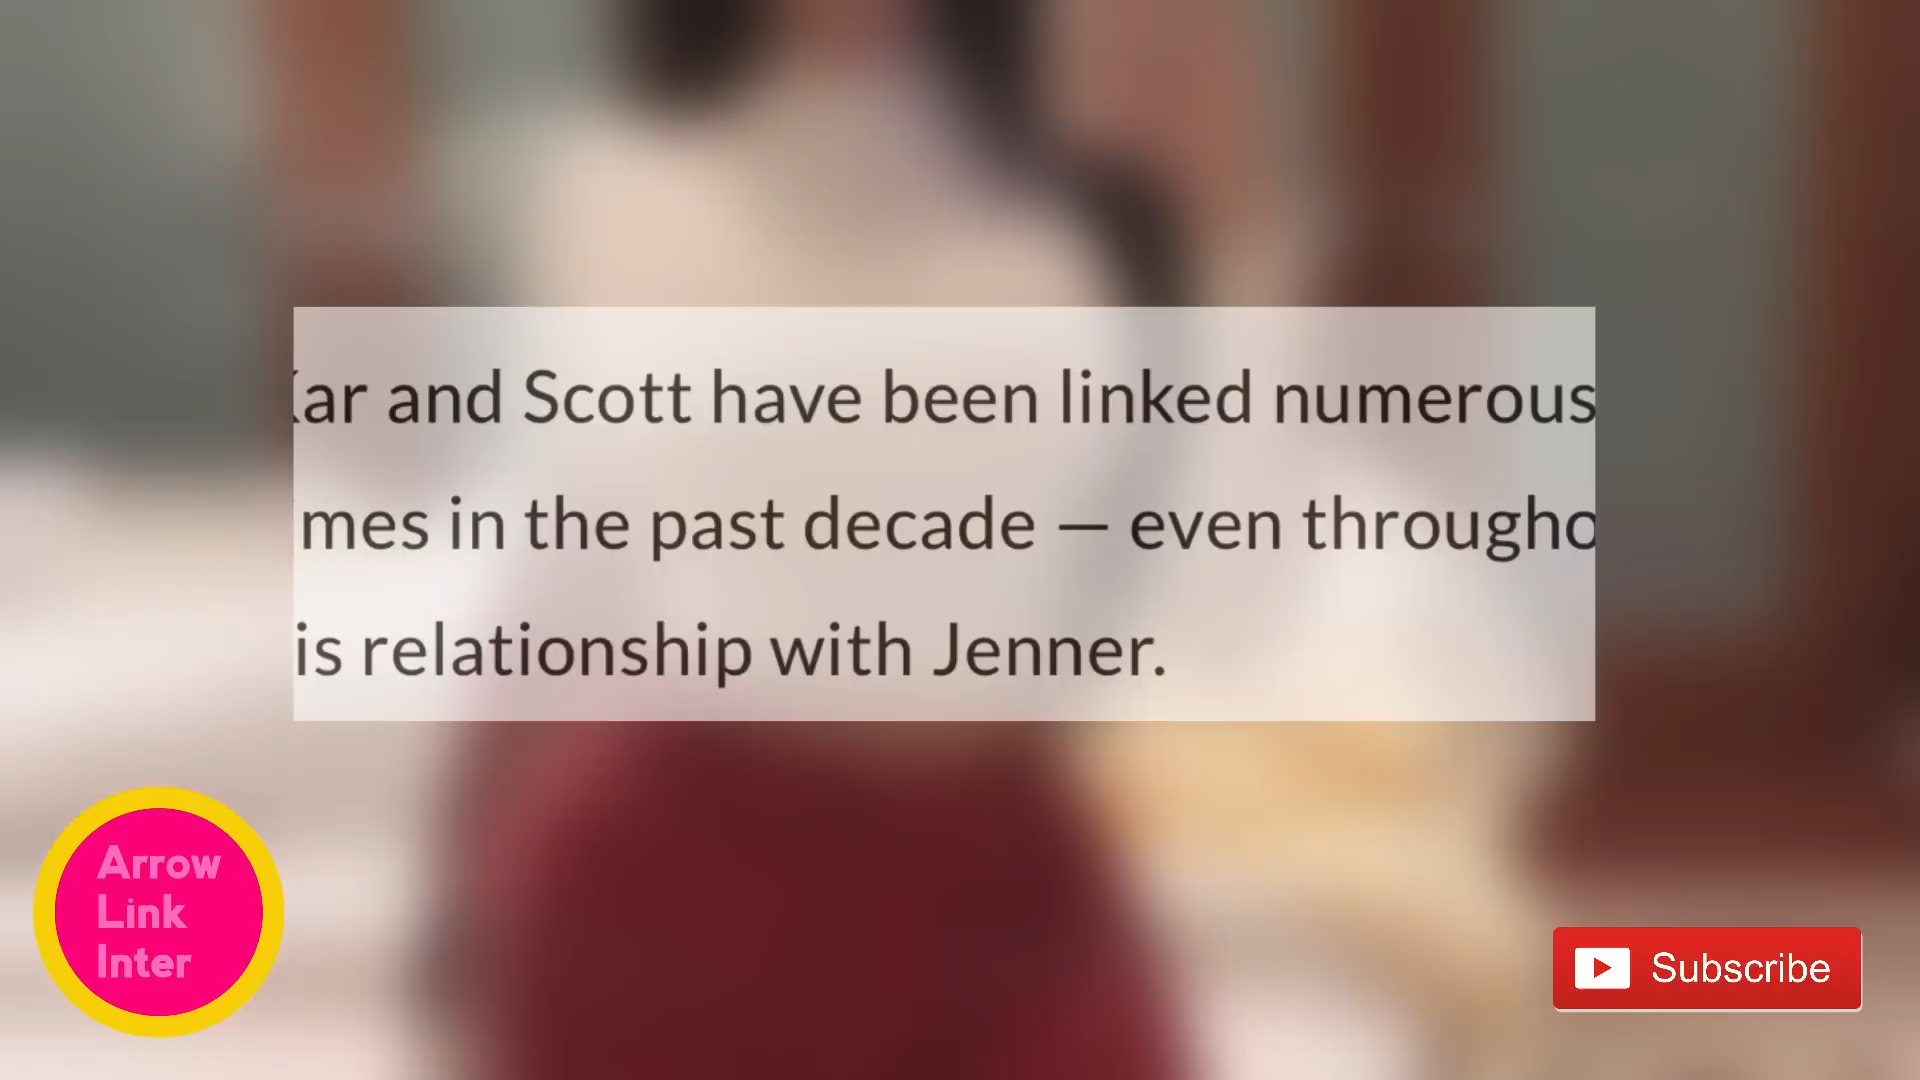 Kar and Scott have been linked numerous
mes in the past decade — even througho
is relationship with Jenner.
Arrow
Link
Inter
Subscribe